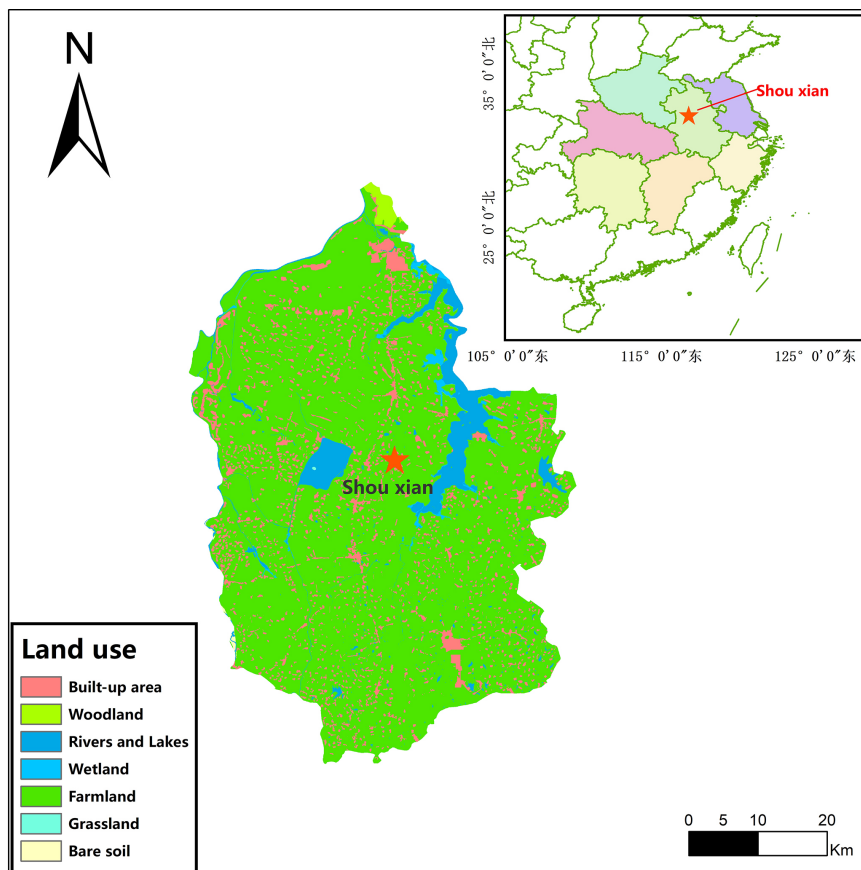 N
35° 0′ 0″北
25° 0′ 0″北
Shou xian
105° 0′ 0″东
115° 0′ 0″东
125° 0′ 0″东
Shou xian
Land use
Built-up area
Woodland
Rivers and Lakes
Wetland
Farmland
Grassland
Bare soil
0 5 10 20
Km